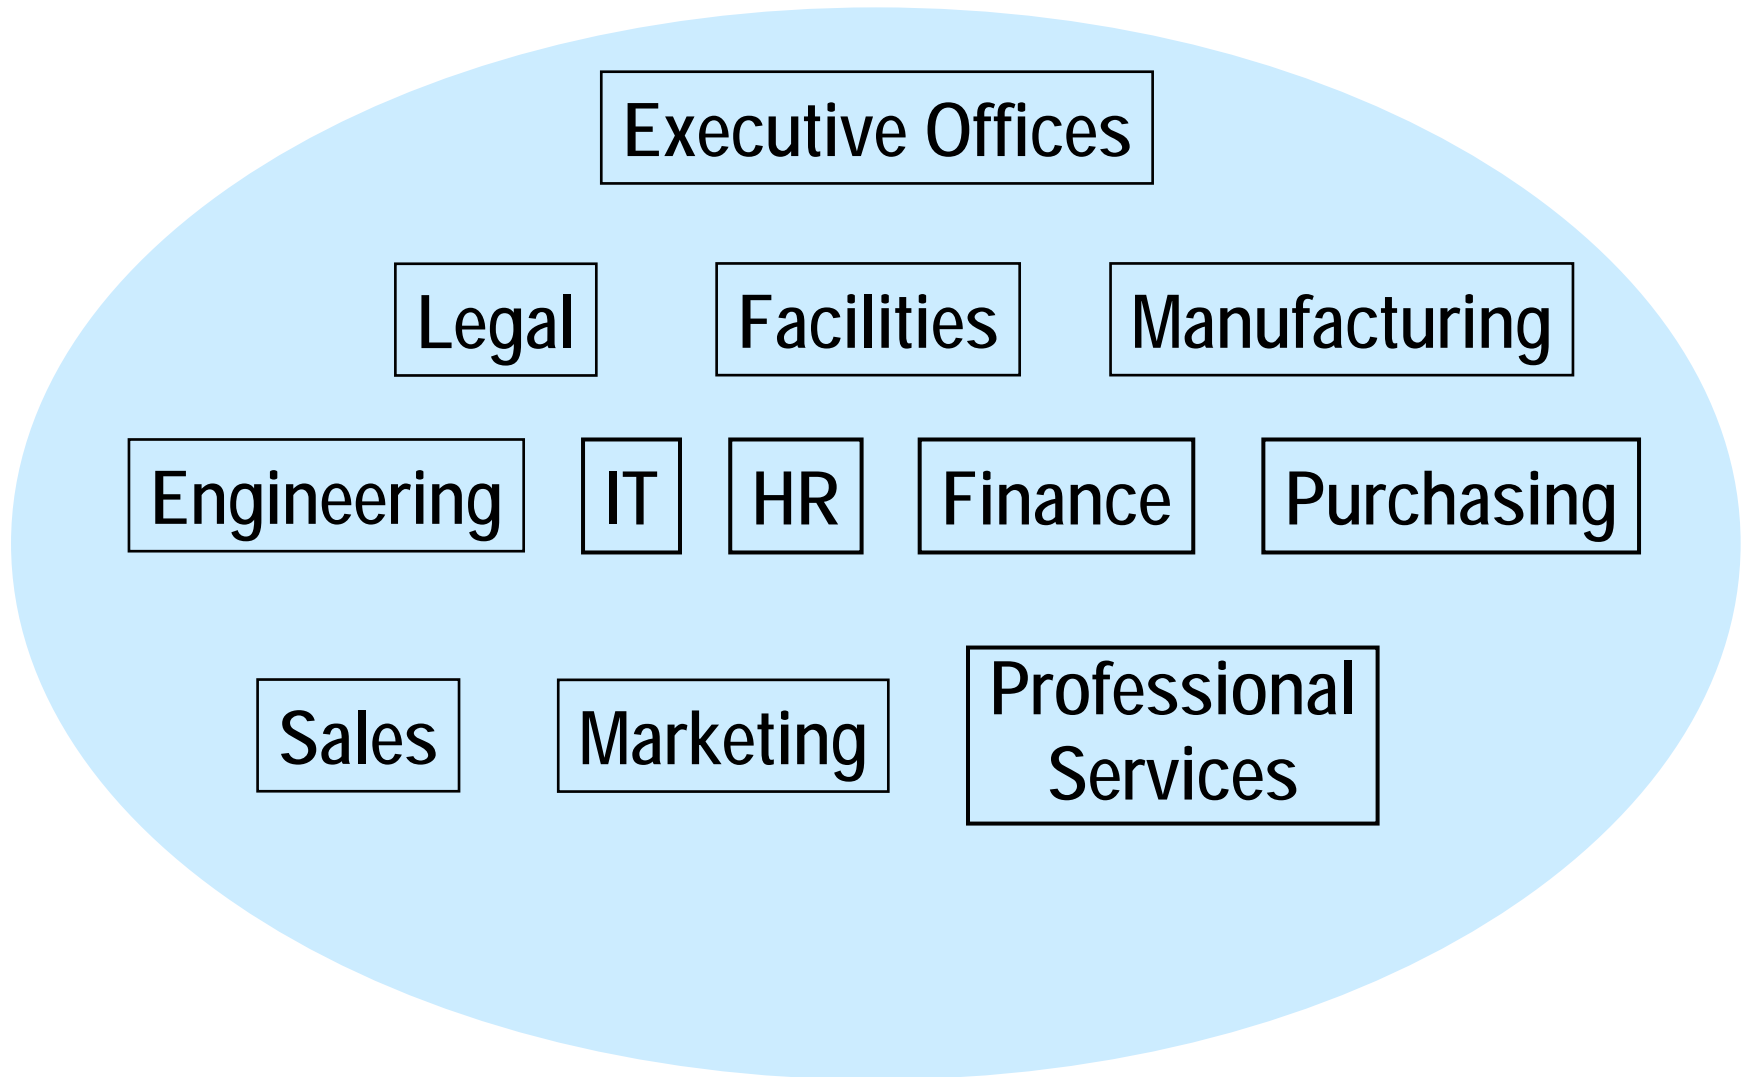 Executive Offices
Legal Facilities Manufacturing
Engineering IT HR Finance Purchasing
Sales Marketing Professional
Services